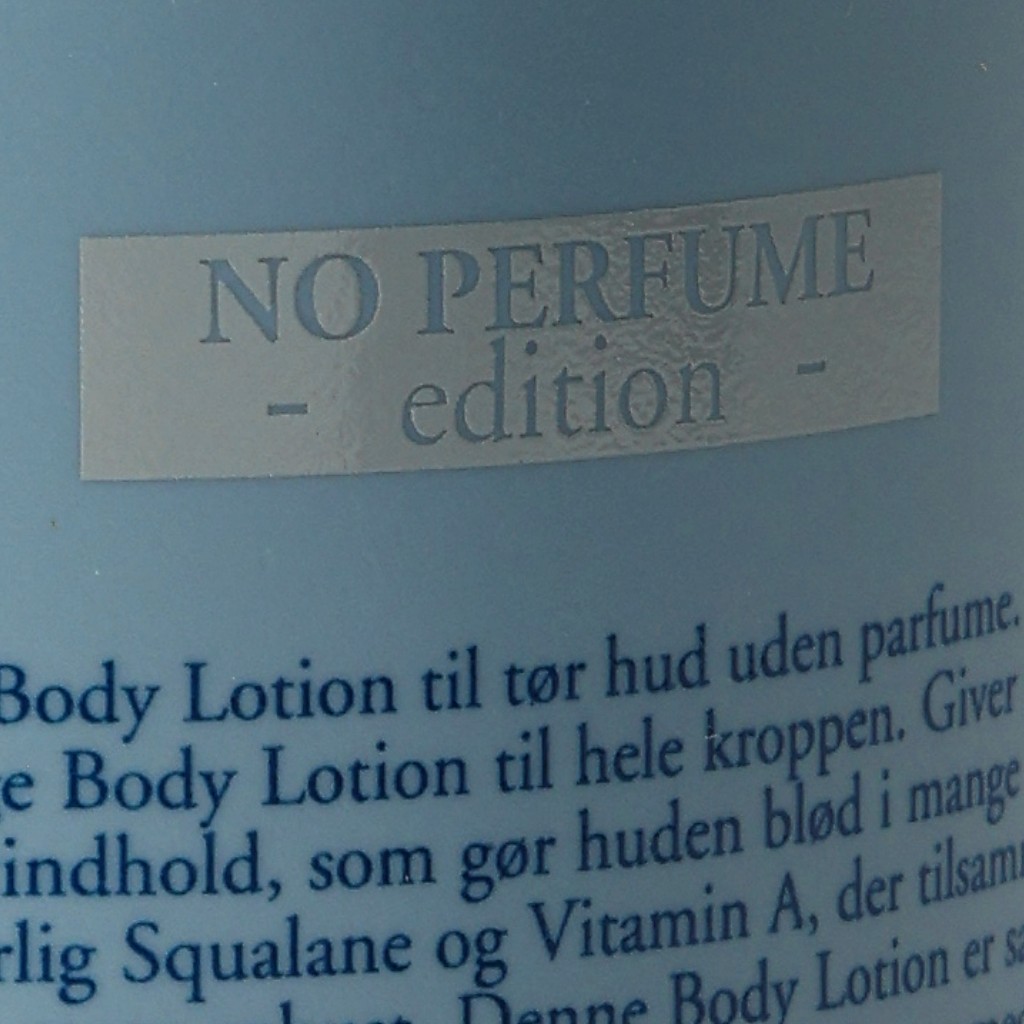 NO PERFUME
- edition -
Body Lotion til tør hud uden parfume.
Body Lotion til hele kroppen. Giver
indhold, som gør huden blød i mange
Squalane og Vitamin A, der
Denne Body Lotion er